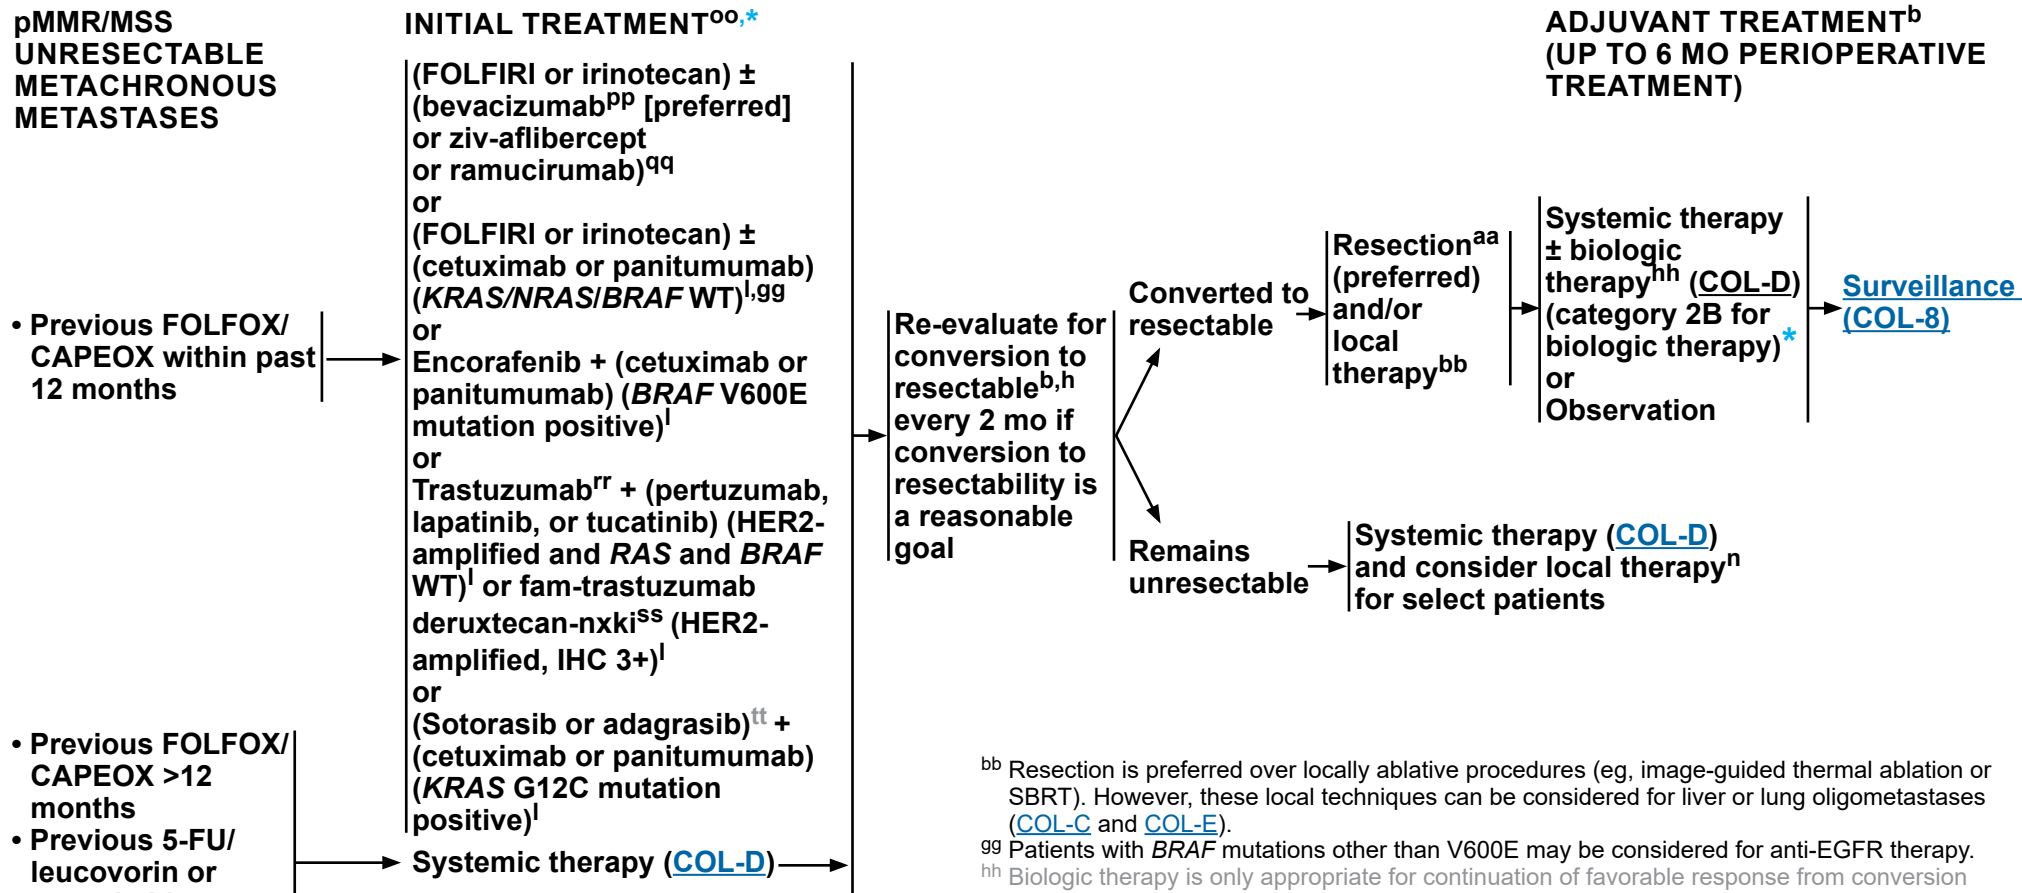 pMMR/MSS
UNRESECTABLE
METACHRONOUS
METASTASES
INITIAL TREATMENToo,*
ADJUVANT TREATMENTb
(UP TO 6 MO PERIOPERATIVE
TREATMENT)
• Previous FOLFOX/
CAPEOX within past
12 months
(FOLFIRI or irinotecan) ±
(bevacizumabpp [preferred]
or ziv-aflibercept
or ramucirumab)qq
or
(FOLFIRI or irinotecan) ±
(cetuximab or panitumumab)
(KRAS/NRAS/BRAF WT)l,gg
or
Encorafenib + (cetuximab or
panitumumab) (BRAF V600E
mutation positive)l
or
Trastuzumabrr + (pertuzumab,
lapatinib, or tucatinib) (HER2-
amplified and RAS and BRAF
WT)l or fam-trastuzumab
deruxtecan-nxkiss (HER2-
amplified, IHC 3+)l
or
(Sotorasib or adagrasib)tt +
(cetuximab or panitumumab)
(KRAS G12C mutation
positive)l
• Previous FOLFOX/
CAPEOX >12
months
• Previous 5-FU/
leucovorin or
Systemic therapy (COL-D)
Re-evaluate for
conversion to
resectableb,h
every 2 mo if
conversion to
resectability is
a reasonable
goal
Converted to
resectable
Resectionaa
(preferred)
and/or
local
therapybb
Systemic therapy
± biologic
therapyhh (COL-D)
(category 2B for
biologic therapy)*
or
Observation
Surveillance
(COL-8)
Remains
unresectable
Systemic therapy (COL-D)
and consider local therapyn
for select patients
bb Resection is preferred over locally ablative procedures (eg, image-guided thermal ablation or
SBRT). However, these local techniques can be considered for liver or lung oligometastases
(COL-C and COL-E).
gg Patients with BRAF mutations other than V600E may be considered for anti-EGFR therapy.
hh Biologic therapy is only appropriate for continuation of favorable response from conversion